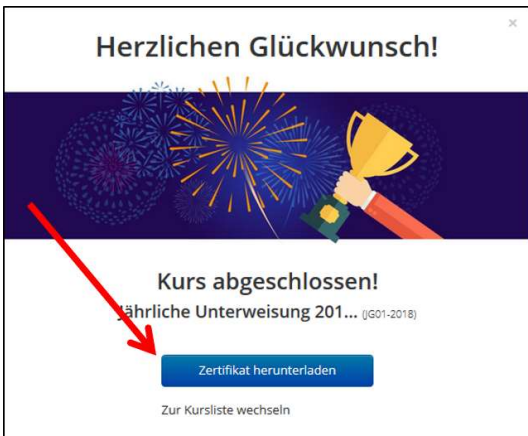 ×
Herzlichen Glückwunsch!
Kurs abgeschlossen!
Jährliche Unterweisung 201... (JG01-2018)
Zertifikat herunterladen
Zur Kursliste wechseln